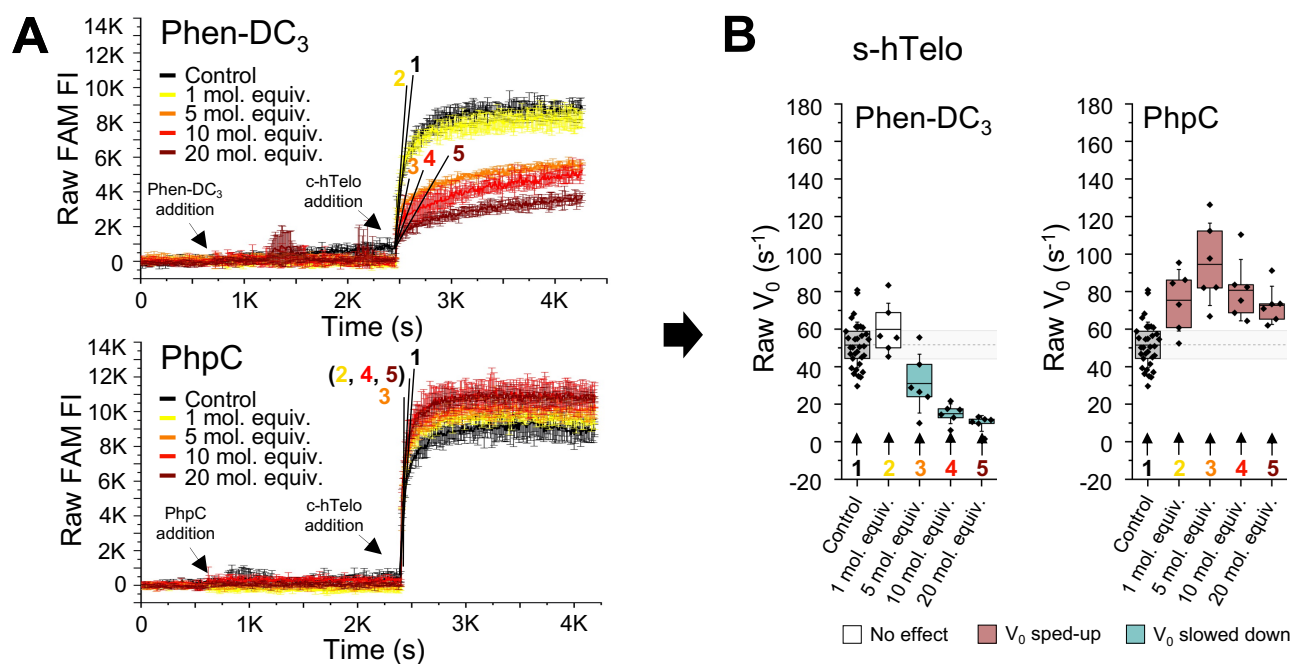 A
Phen-DC3
Control
1 mol. equiv.
5 mol. equiv.
10 mol. equiv.
20 mol. equiv.
Raw FAM FI
14K
12K
10K
8K
6K
4K
2K
0
Phen-DC3
addition
c-hTelo
addition
1
2
3
4
5
0
1K
2K
3K
4K
Time (s)
PhpC
Control
1 mol. equiv.
5 mol. equiv.
10 mol. equiv.
20 mol. equiv.
Raw FAM FI
14K
12K
10K
8K
6K
4K
2K
0
PhpC
addition
c-hTelo
addition
1
(2, 4, 5)
3
0
1K
2K
3K
4K
Time (s)
B
s-hTelo
Phen-DC3
Raw V0 (s-1)
180
160
140
120
100
80
60
40
20
0
-20
1
2
3
4
5
Control
1 mol. equiv.
5 mol. equiv.
10 mol. equiv.
20 mol. equiv.
PhpC
Raw V0 (s-1)
180
160
140
120
100
80
60
40
20
0
-20
1
2
3
4
5
Control
1 mol. equiv.
5 mol. equiv.
10 mol. equiv.
20 mol. equiv.
No effect
V0 sped-up
V0 slowed down